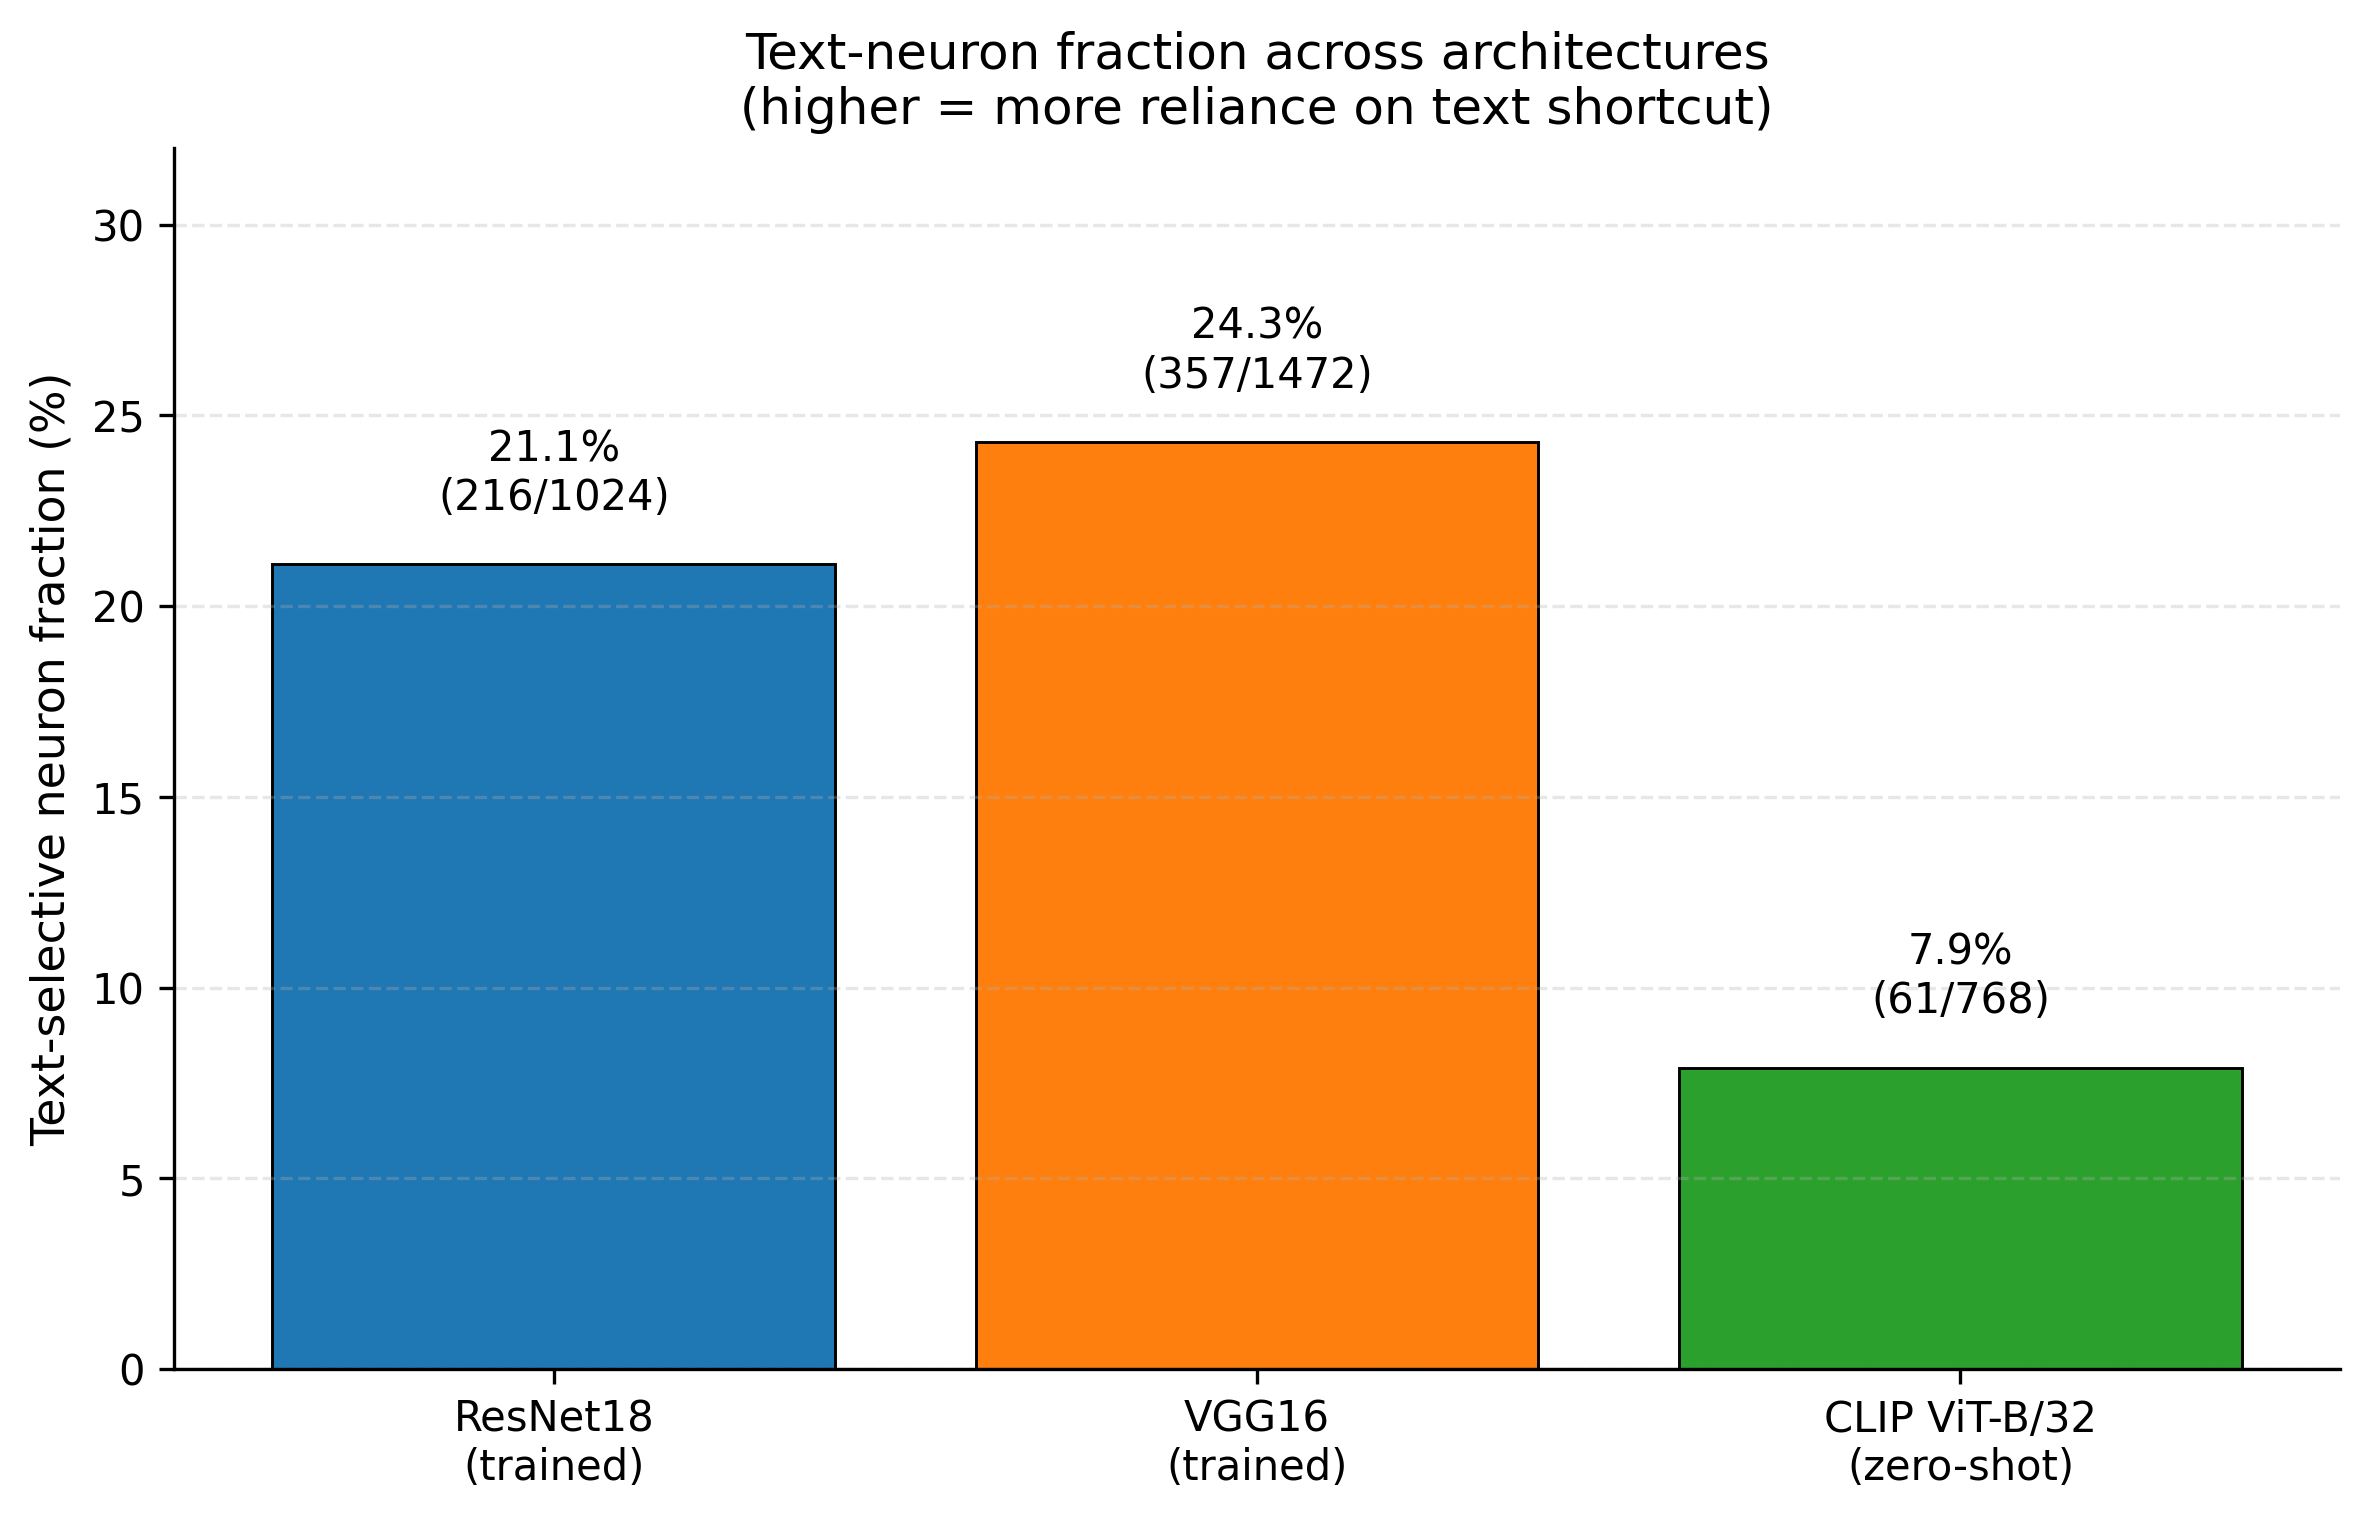 Text-neuron fraction across architectures
(higher = more reliance on text shortcut)
Text-selective neuron fraction (%)
30
25
20
15
10
5
0
21.1%
(216/1024)
24.3%
(357/1472)
7.9%
(61/768)
ResNet18
(trained)
VGG16
(trained)
CLIP ViT-B/32
(zero-shot)